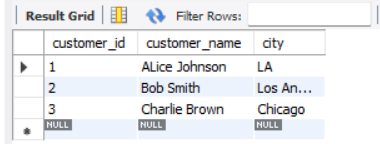 Result Grid Filter Rows:
customer_id customer_name city
1 ALice Johnson LA
2 Bob Smith Los An...
3 Charlie Brown Chicago
NULL NULL NULL